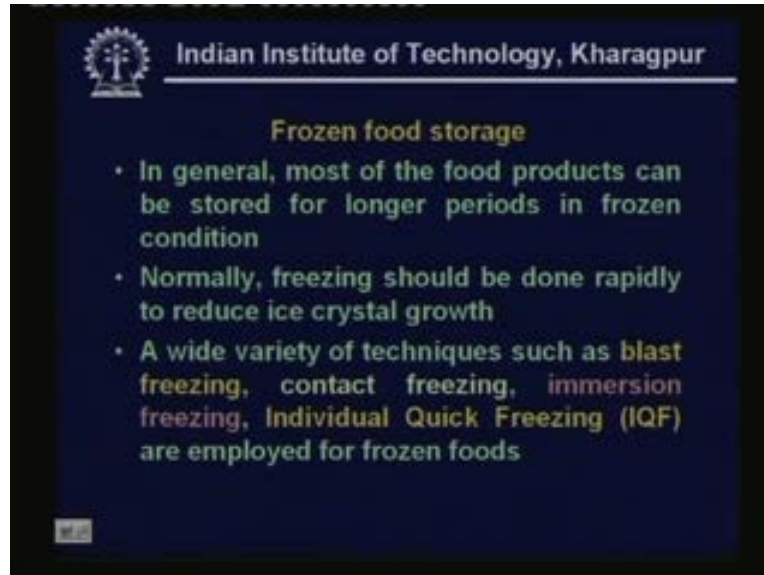 Indian Institute of Technology, Kharagpur
Frozen food storage
• In general, most of the food products can
be stored for longer periods in frozen
condition
• Normally, freezing should be done rapidly
to reduce ice crystal growth
• A wide variety of techniques such as blast
freezing, contact freezing, immersion
freezing, Individual Quick Freezing (IQF)
are employed for frozen foods